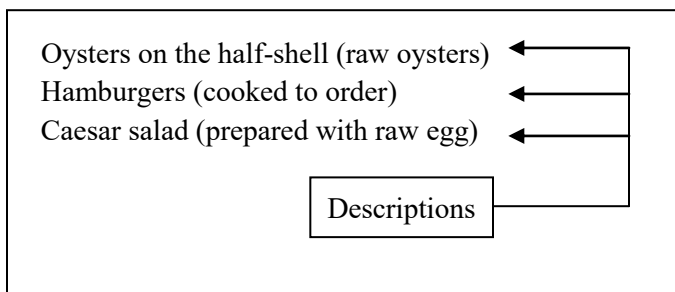 Oysters on the half-shell (raw oysters)
Hamburgers (cooked to order)
Caesar salad (prepared with raw egg)
Descriptions